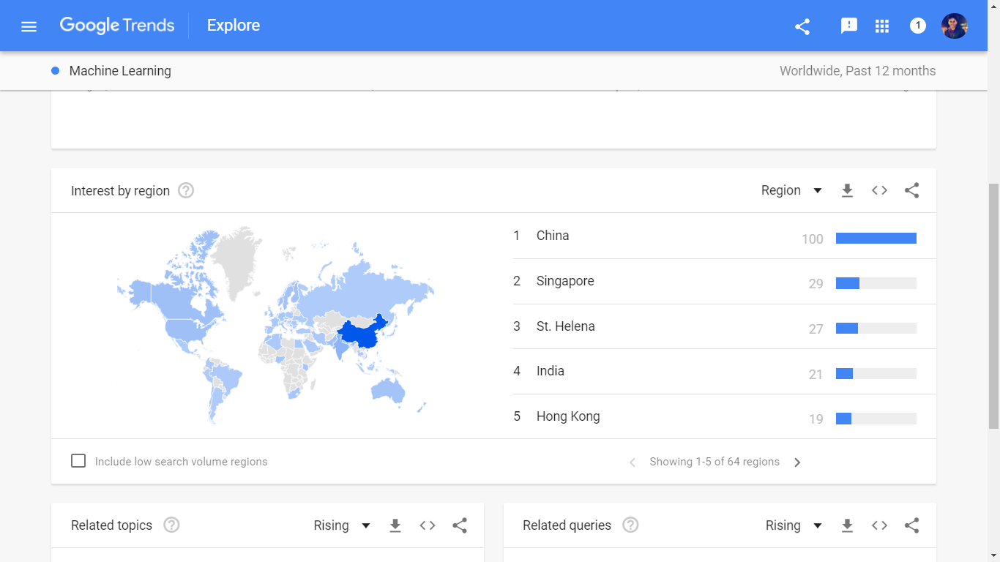 Google Trends Explore 1
Machine Learning Worldwide, Past 12 months
Interest by region ? Region
1 China 100
2 Singapore 29
3 St. Helena 27
4 India 21
5 Hong Kong 19
Include low search volume regions Showing 1-5 of 64 regions
Related topics ? Rising
Related queries ? Rising